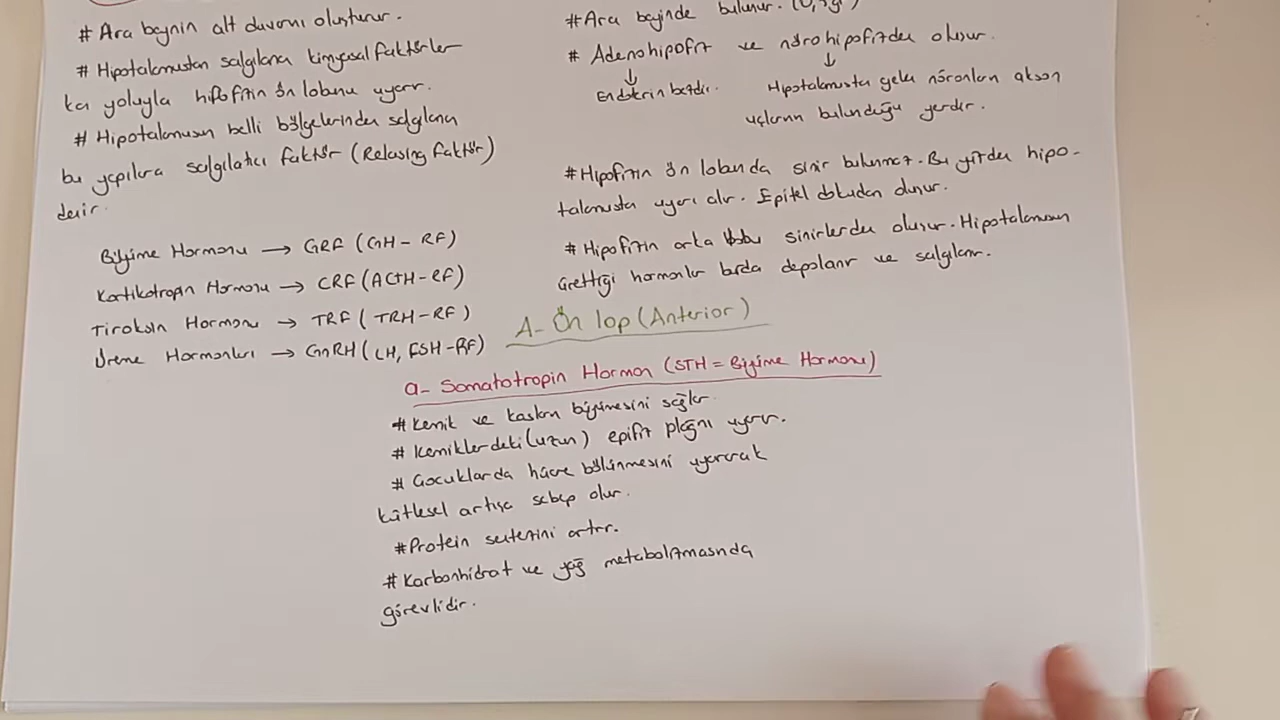 # Ara beynin alt duvarını oluşturur.
# Hipotalamustan salgılanan kimyasal faktörler
kan yoluyla hipofizin ön lobunu uyarır.
# Hipotalamusun belli bölgelerinden salgılanan
bu yapılara salgılatıcı faktör (Relasing faktör)
denir.
Büyüme Hormonu → GRF (GH-RF)
Kortikotropin Hormonu → CRF (ACTH-RF)
Tiroksin Hormonu → TRF (TRH-RF)
Üreme Hormonları → GnRH (LH, FSH-RF)
# Ara beyinde bulunur. (0,5gr)
# Adenohipofiz ve nörohipofizden oluşur.
↓ ↓
Endokrin bezdir. Hipotalamustan gelen nöronların akson
uçlarının bulunduğu yerdir.
# Hipofizin ön lobunda sinir bulunmaz. Bu yüzden hipo-
talamustan uyarı alır. Epitel dokudan oluşur.
# Hipofizin arka lobu sinirlerden oluşur. Hipotalamusun
ürettiği hormonlar burda depolanır ve salgılanır.
A- Ön lop (Anterior)
a- Somatotropin Hormon (STH = Büyüme Hormonu)
# Kemik ve kasların büyümesini sağlar.
# Kemiklerdeki (uzun) epifiz plağını uyarır.
# Çocuklarda hücre bölünmesini uyararak
kütlesel artışa sebep olur.
# Protein sentezini artırır.
# Karbonhidrat ve yağ metabolizmasında
görevlidir.